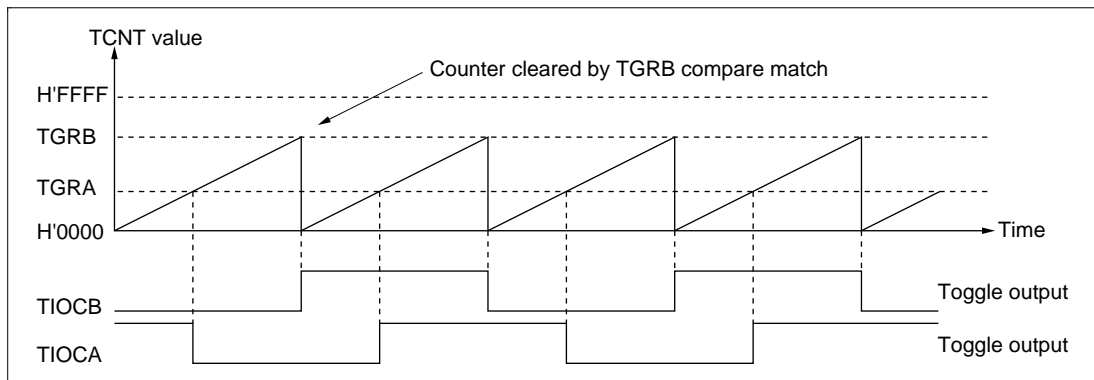 TCNT value
Counter cleared by TGRB compare match
H'FFFF
TGRB
TGRA
H'0000
Time
TIOCB
Toggle output
TIOCA
Toggle output